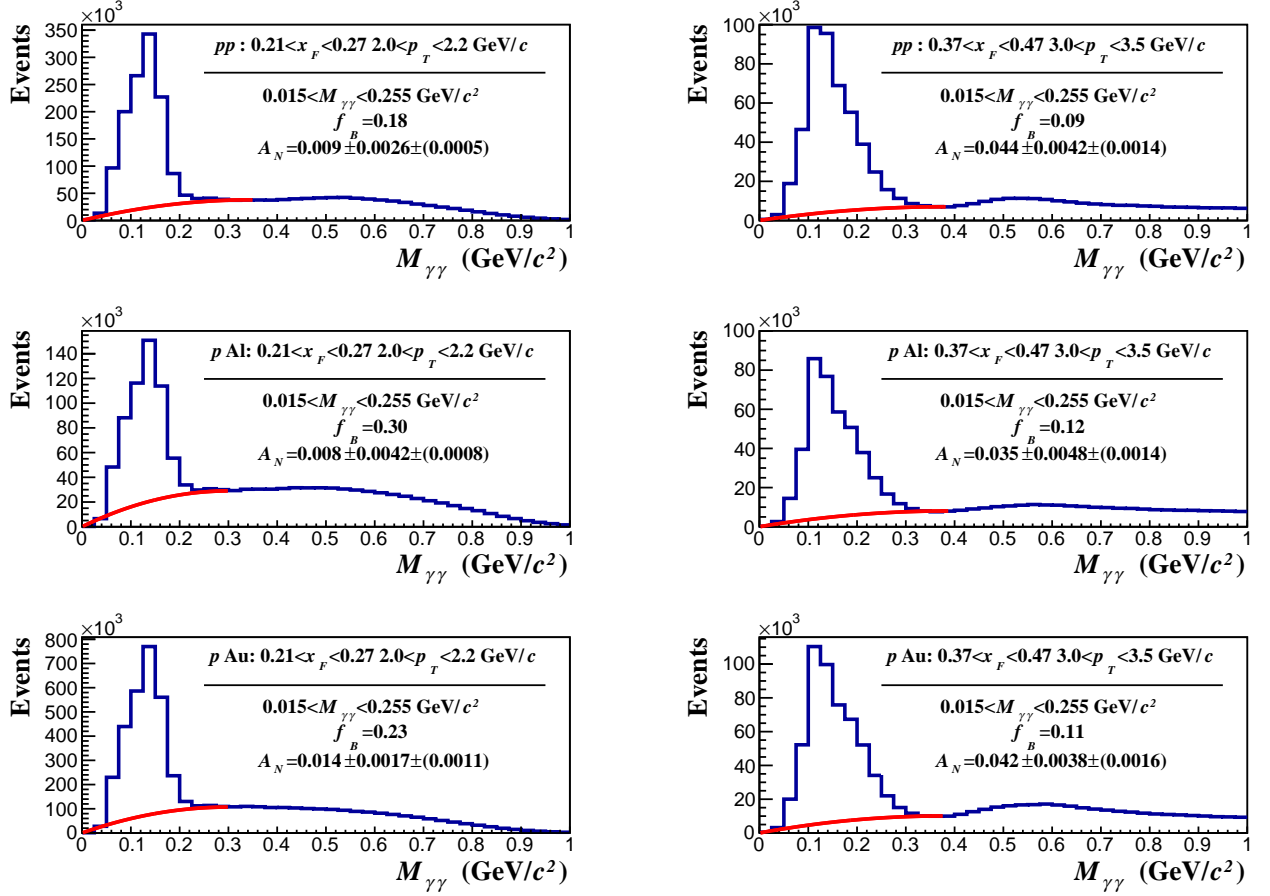 ×10³
Events
350
300
250
200
150
100
50
0
pp : 0.21<x_F<0.27 2.0<p_T<2.2 GeV/c
0.015<M_γγ<0.255 GeV/c²
f_B=0.18
A_N=0.009±0.0026±(0.0005)
0 0.1 0.2 0.3 0.4 0.5 0.6 0.7 0.8 0.9 1
M_γγ (GeV/c²)
×10³
Events
100
80
60
40
20
0
pp : 0.37<x_F<0.47 3.0<p_T<3.5 GeV/c
0.015<M_γγ<0.255 GeV/c²
f_B=0.09
A_N=0.044±0.0042±(0.0014)
0 0.1 0.2 0.3 0.4 0.5 0.6 0.7 0.8 0.9 1
M_γγ (GeV/c²)
×10³
Events
140
120
100
80
60
40
20
0
p Al: 0.21<x_F<0.27 2.0<p_T<2.2 GeV/c
0.015<M_γγ<0.255 GeV/c²
f_B=0.30
A_N=0.008±0.0042±(0.0008)
0 0.1 0.2 0.3 0.4 0.5 0.6 0.7 0.8 0.9 1
M_γγ (GeV/c²)
×10³
Events
100
80
60
40
20
0
p Al: 0.37<x_F<0.47 3.0<p_T<3.5 GeV/c
0.015<M_γγ<0.255 GeV/c²
f_B=0.12
A_N=0.035±0.0048±(0.0014)
0 0.1 0.2 0.3 0.4 0.5 0.6 0.7 0.8 0.9 1
M_γγ (GeV/c²)
×10³
Events
800
700
600
500
400
300
200
100
0
p Au: 0.21<x_F<0.27 2.0<p_T<2.2 GeV/c
0.015<M_γγ<0.255 GeV/c²
f_B=0.23
A_N=0.014±0.0017±(0.0011)
0 0.1 0.2 0.3 0.4 0.5 0.6 0.7 0.8 0.9 1
M_γγ (GeV/c²)
×10³
Events
100
80
60
40
20
0
p Au: 0.37<x_F<0.47 3.0<p_T<3.5 GeV/c
0.015<M_γγ<0.255 GeV/c²
f_B=0.11
A_N=0.042±0.0038±(0.0016)
0 0.1 0.2 0.3 0.4 0.5 0.6 0.7 0.8 0.9 1
M_γγ (GeV/c²)